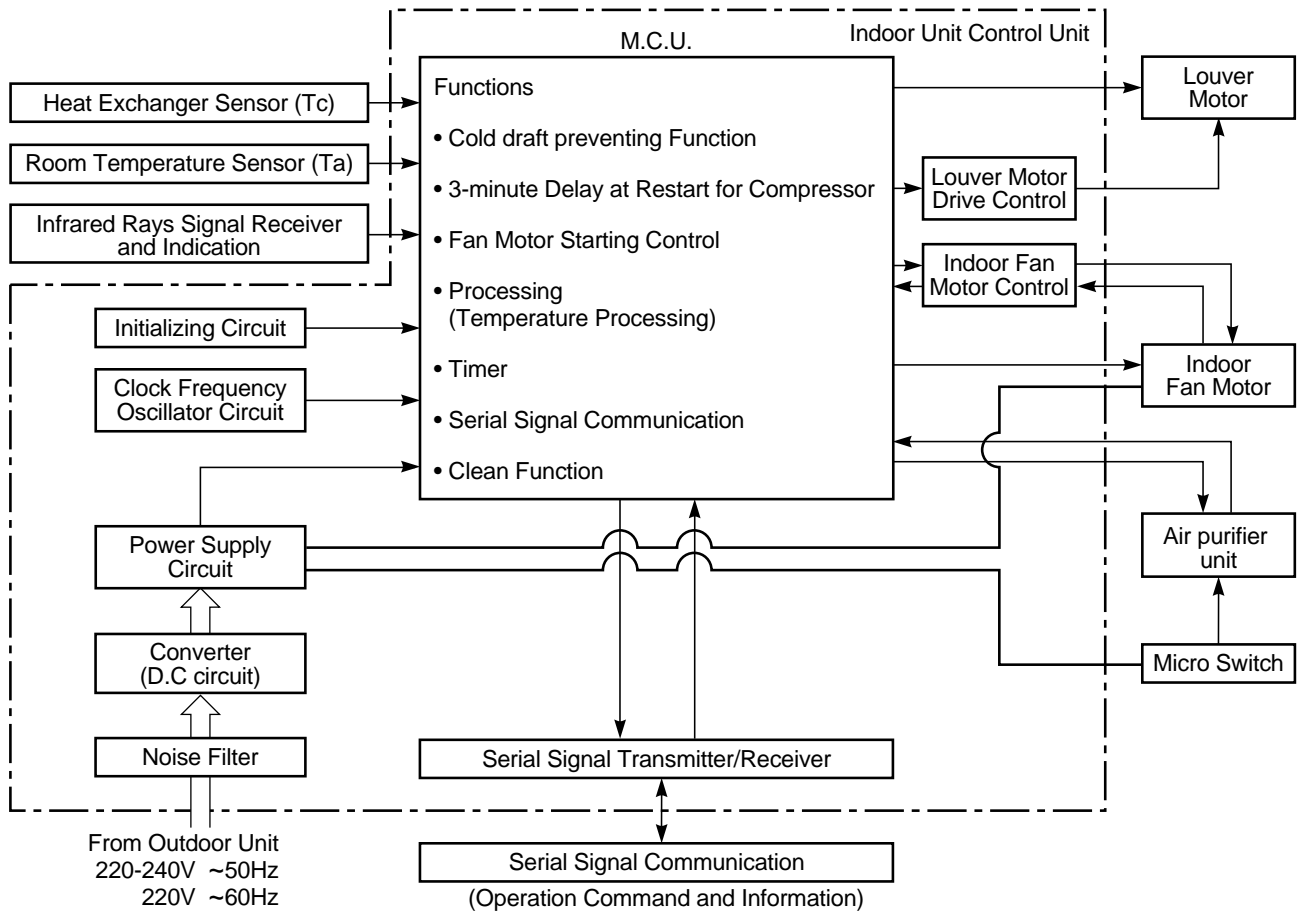 Indoor Unit Control Unit
M.C.U.
Heat Exchanger Sensor (Tc)
Room Temperature Sensor (Ta)
Infrared Rays Signal Receiver
and Indication
Initializing Circuit
Clock Frequency
Oscillator Circuit
Power Supply
Circuit
Converter
(D.C circuit)
Noise Filter
From Outdoor Unit
220-240V ~50Hz
220V ~60Hz
Functions
• Cold draft preventing Function
• 3-minute Delay at Restart for Compressor
• Fan Motor Starting Control
• Processing
(Temperature Processing)
• Timer
• Serial Signal Communication
• Clean Function
Louver Motor
Drive Control
Indoor Fan
Motor Control
Louver
Motor
Indoor
Fan Motor
Air purifier
unit
Micro Switch
Serial Signal Transmitter/Receiver
Serial Signal Communication
(Operation Command and Information)